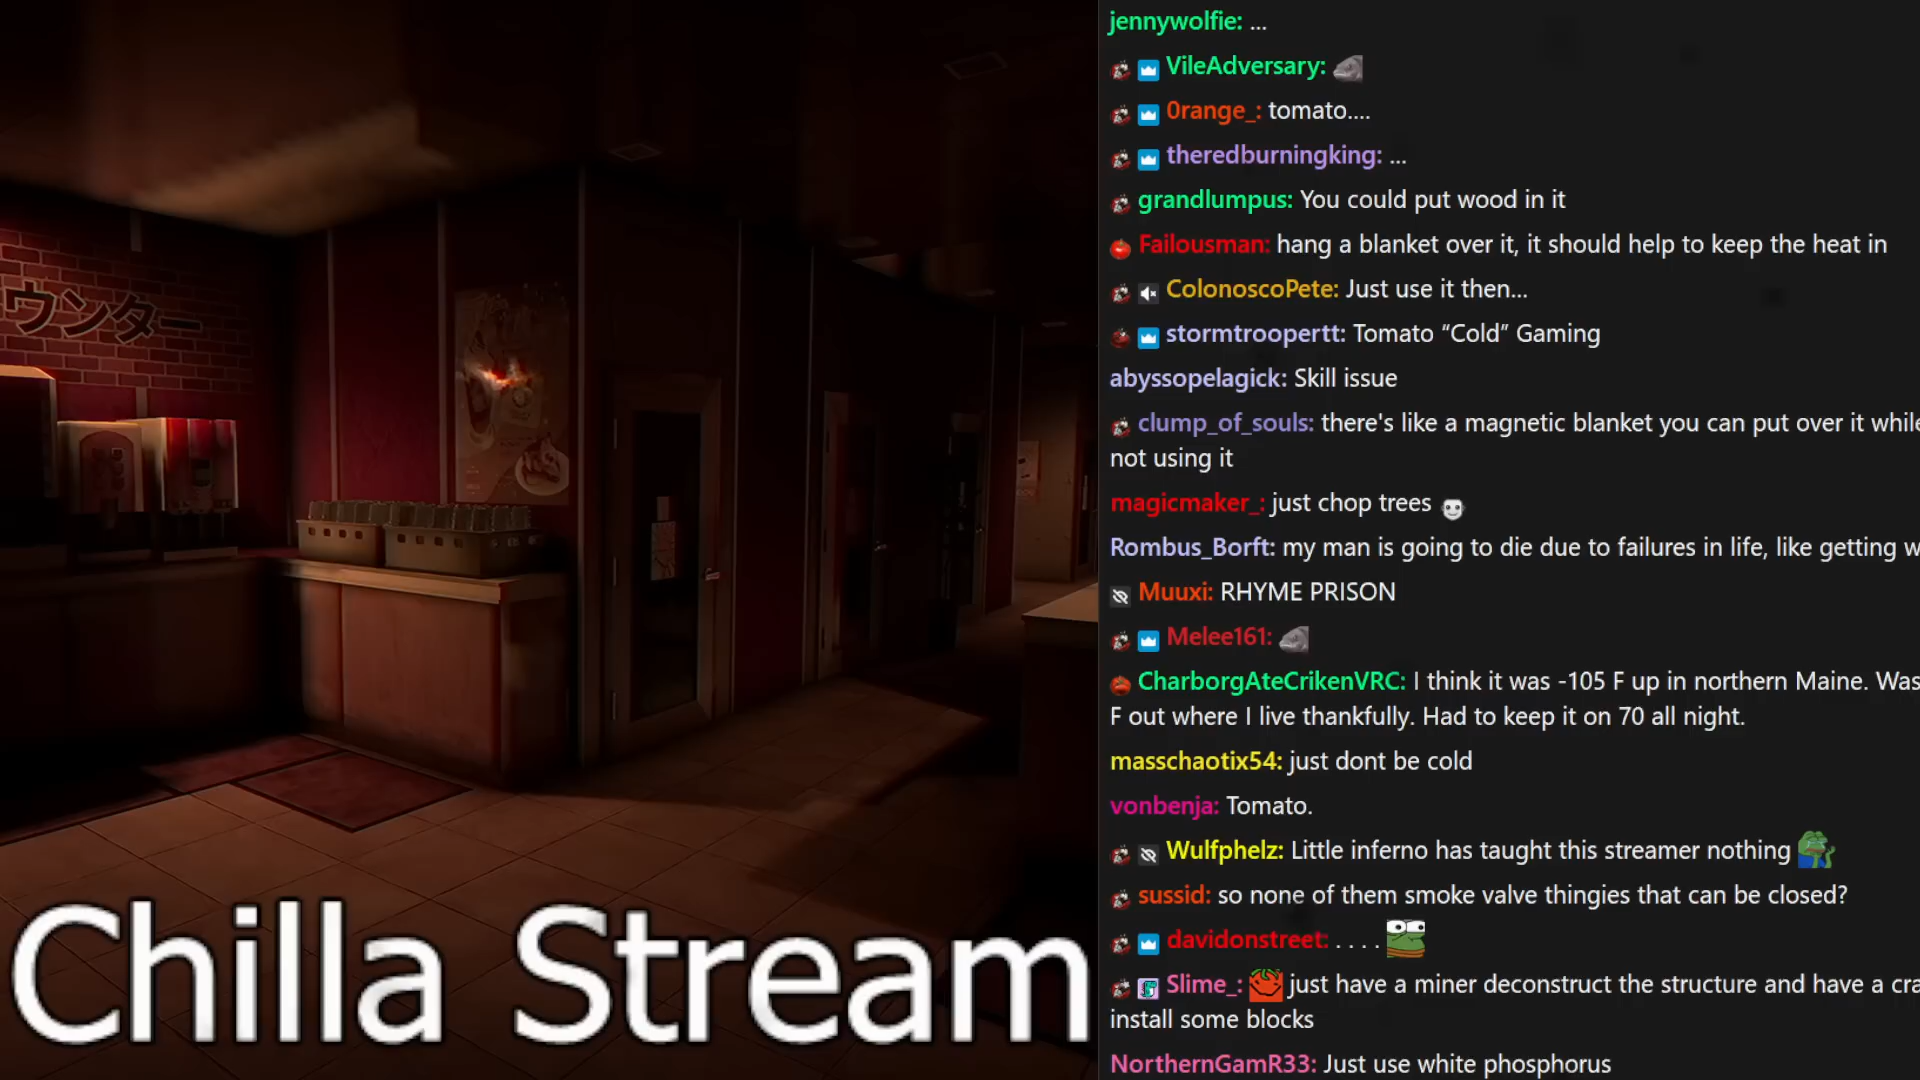 ウンター
Chilla Stream
jennywolfie: ...
VileAdversary:
0range_: tomato....
theredburningking: ...
grandlumpus: You could put wood in it
Failousman: hang a blanket over it, it should help to keep the heat in
ColonoscoPete: Just use it then...
stormtroopertt: Tomato “Cold” Gaming
abyssopelagick: Skill issue
clump_of_souls: there's like a magnetic blanket you can put over it while
not using it
magicmaker_: just chop trees
Rombus_Borft: my man is going to die due to failures in life, like getting w
Muuxi: RHYME PRISON
Melee161:
CharborgAteCrikenVRC: I think it was -105 F up in northern Maine. Was
F out where I live thankfully. Had to keep it on 70 all night.
masschaotix54: just dont be cold
vonbenja: Tomato.
Wulfphelz: Little inferno has taught this streamer nothing
sussid: so none of them smoke valve thingies that can be closed?
davidonstreet: . . . .
Slime_: just have a miner deconstruct the structure and have a cra
install some blocks
NorthernGamR33: Just use white phosphorus